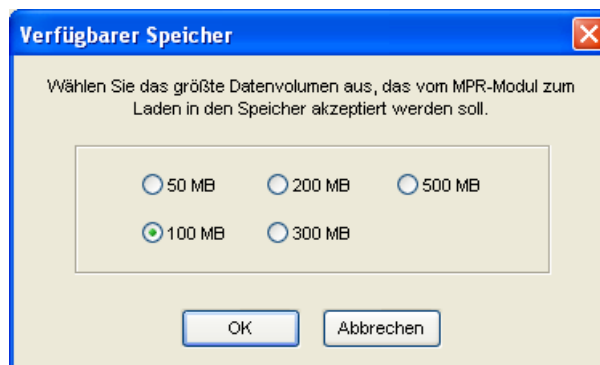 Verfügbarer Speicher
Wählen Sie das größte Datenvolumen aus, das vom MPR-Modul zum
Laden in den Speicher akzeptiert werden soll.
50 MB 200 MB 500 MB
100 MB 300 MB
OK Abbrechen